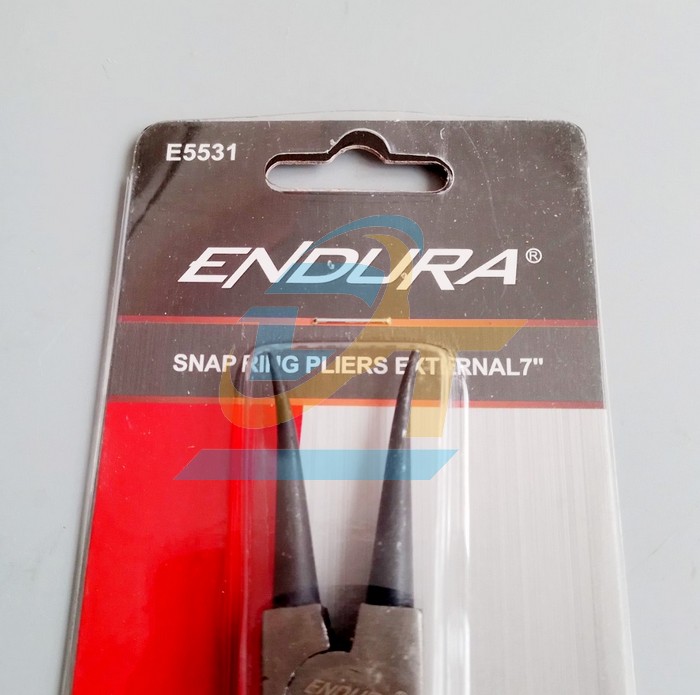 E5531
ENDURA®
SNAP RING PLIERS EXTERNAL7"
ENDURA®